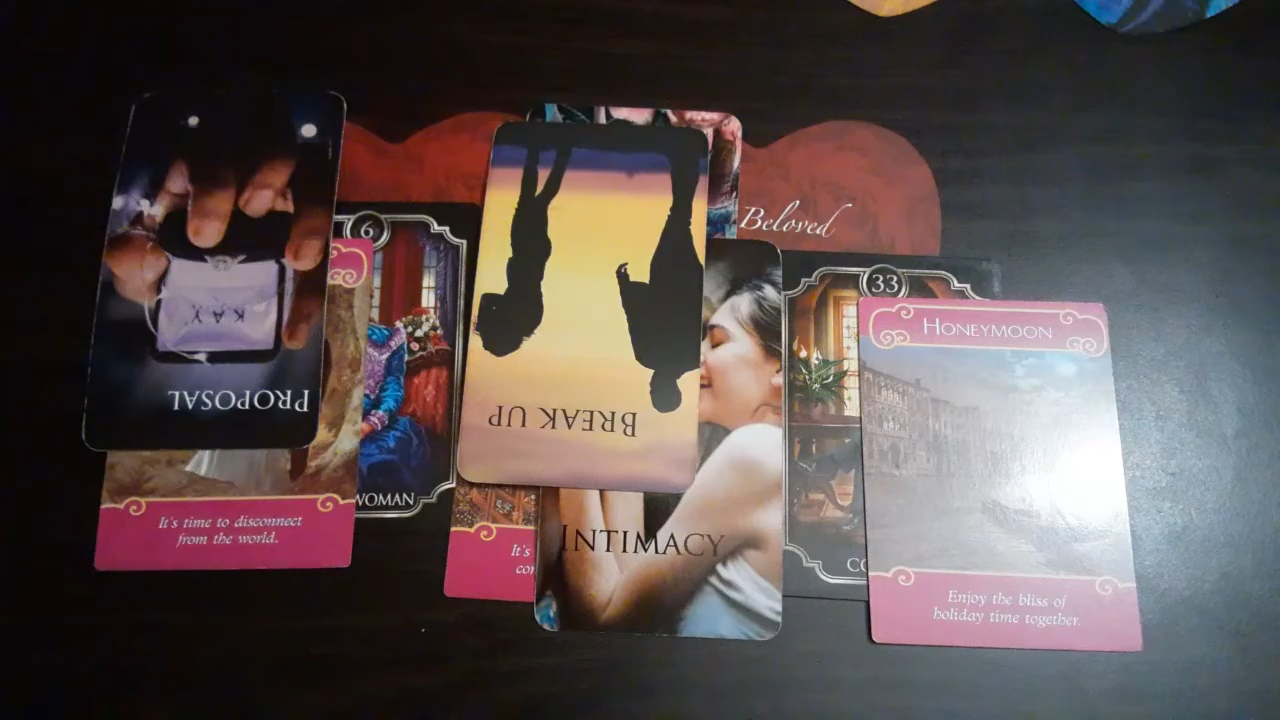 KAY
PROPOSAL
6
WOMAN
It's time to disconnect
from the world.
BREAK UP
It's
INTIMACY
Beloved
33
HONEYMOON
Enjoy the bliss of
holiday time together.